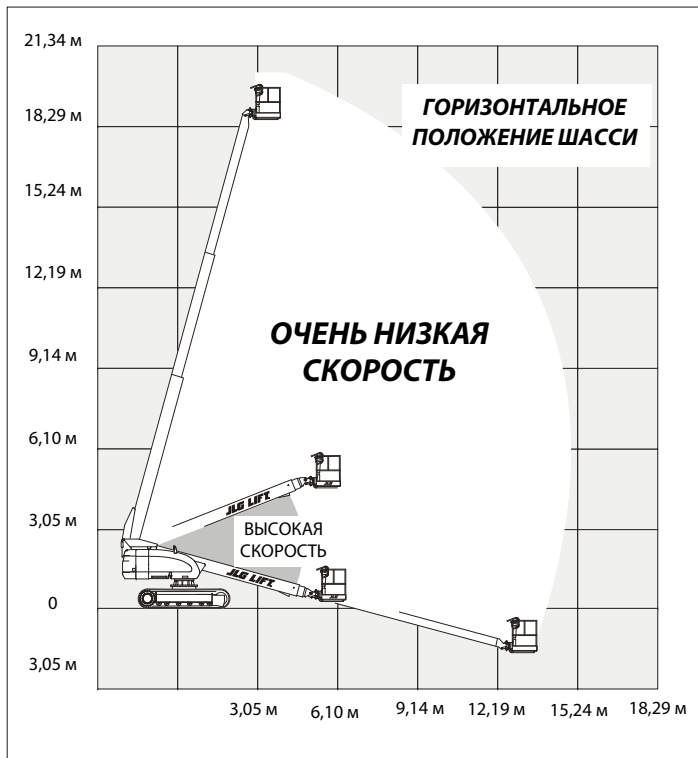 21,34 м
18,29 м
15,24 м
12,19 м
9,14 м
6,10 м
3,05 м
0
3,05 м
ГОРИЗОНТАЛЬНОЕ
ПОЛОЖЕНИЕ ШАССИ
ОЧЕНЬ НИЗКАЯ
СКОРОСТЬ
JLG LIFT
ВЫСОКАЯ
СКОРОСТЬ
JLG LIFT
3,05 м
6,10 м
9,14 м
12,19 м
15,24 м
18,29 м